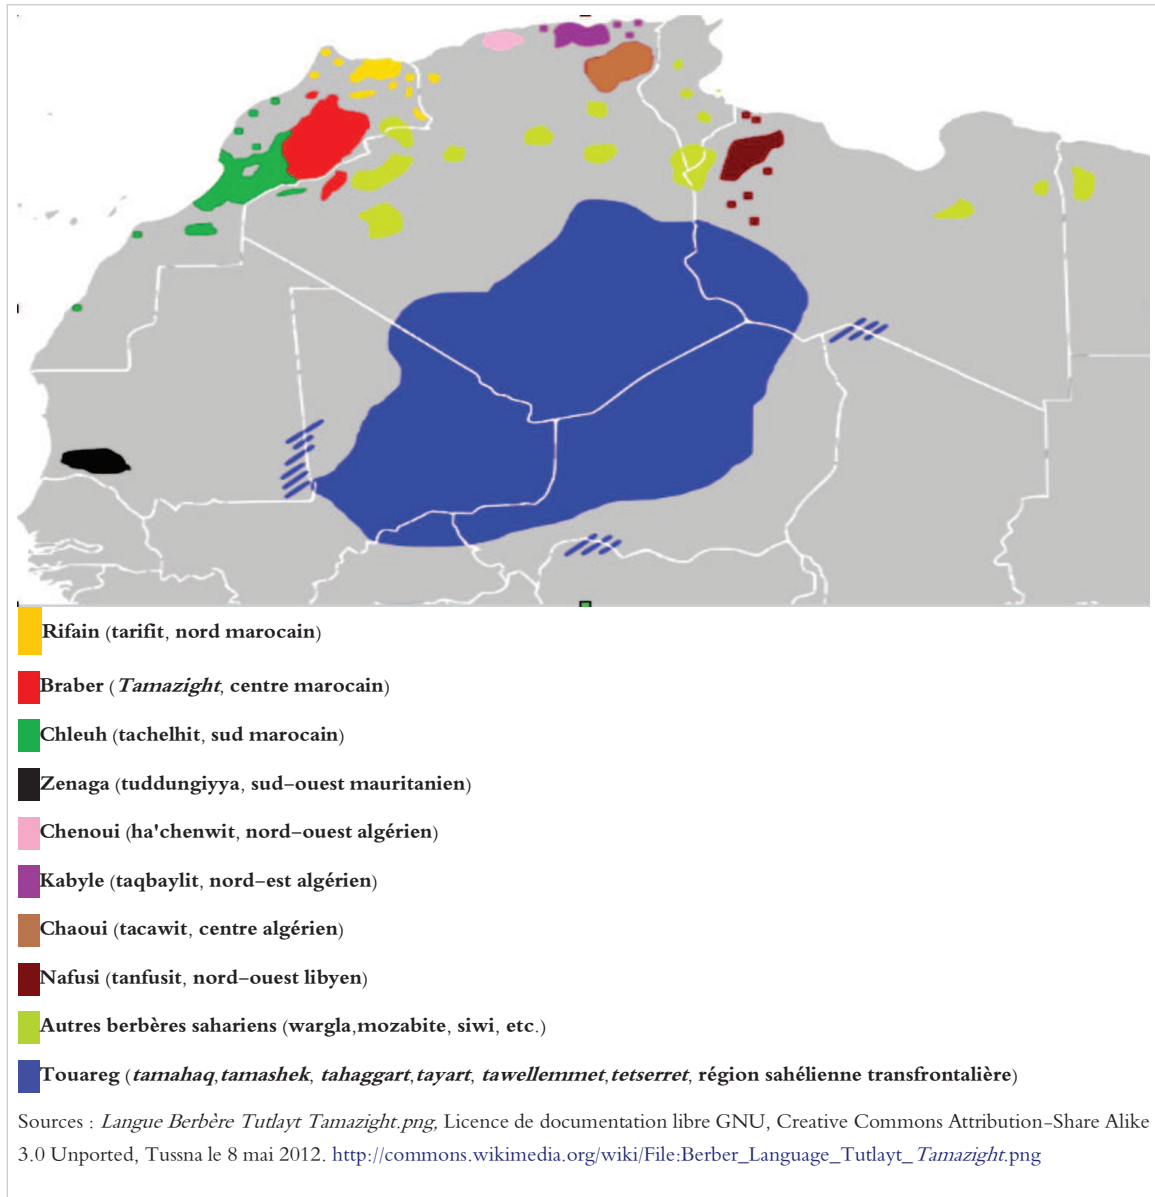 Rifain (tarifit, nord marocain)
Braber (Tamazight, centre marocain)
Chleuh (tachelhit, sud marocain)
Zenaga (tuddungiyya, sud-ouest mauritanien)
Chenoui (ha'chenwit, nord-ouest algérien)
Kabyle (taqbaylit, nord-est algérien)
Chaoui (tacawit, centre algérien)
Nafusi (tanfusit, nord-ouest libyen)
Autres berbères sahariens (wargla,mozabite, siwi, etc.)
Touareg (tamahaq,tamashek, tahaggart,tayart, tawellemmet,tetserret, région sahélienne transfrontalière)
Sources : Langue Berbère Tutlayt Tamazight.png, Licence de documentation libre GNU, Creative Commons Attribution-Share Alike
3.0 Unported, Tussna le 8 mai 2012. http://commons.wikimedia.org/wiki/File:Berber_Language_Tutlayt_Tamazight.png